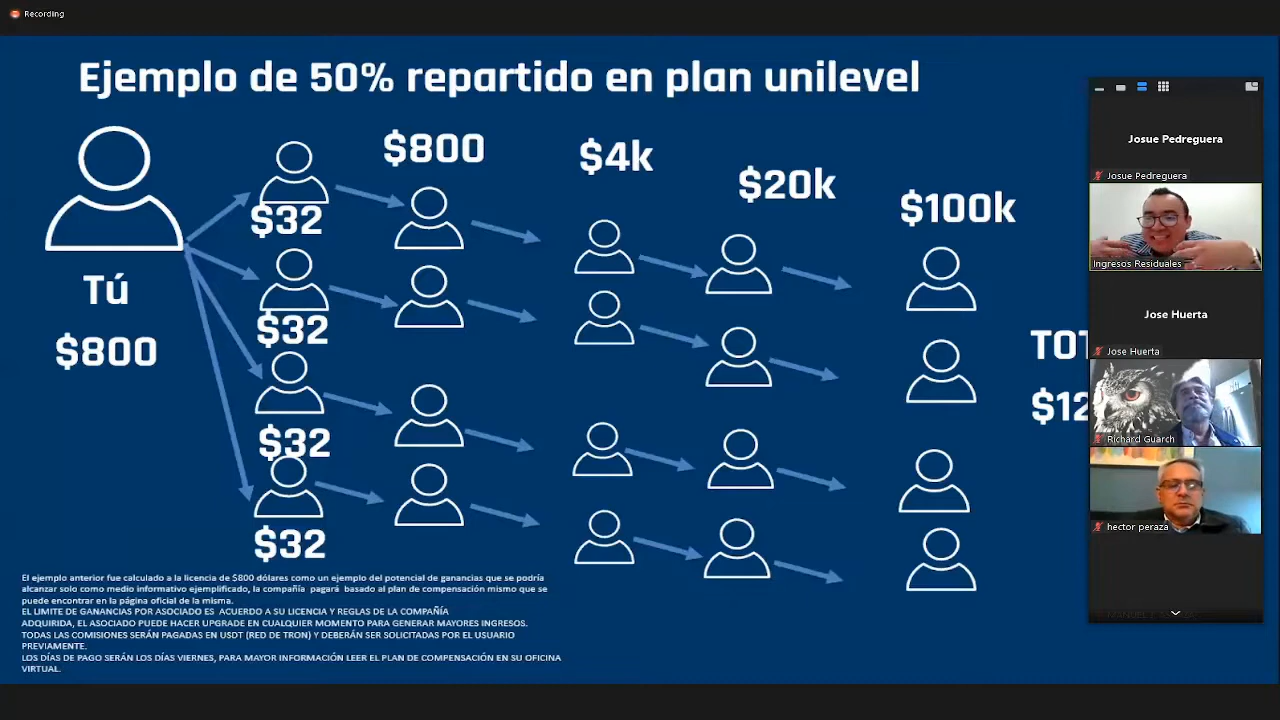 Recording
Ejemplo de 50% repartido en plan unilevel
$800
$4k
$20k
$100k
$32
Tú
$800
$32
$32
$32
TOT
$12
El ejemplo anterior fue calculado a la licencia de $800 dólares como un ejemplo del potencial de ganancias que se podría
alcanzar solo como medio informativo ejemplificado, la compañía pagará basado al plan de compensación mismo que se
puede encontrar en la página oficial de la misma.
EL LIMITE DE GANANCIAS POR ASOCIADO ES ACUERDO A SU LICENCIA Y REGLAS DE LA COMPAÑÍA
ADQUIRIDA, EL ASOCIADO PUEDE HACER UPGRADE EN CUALQUIER MOMENTO PARA GENERAR MAYORES INGRESOS.
TODAS LAS COMISIONES SERÁN PAGADAS EN USDT (RED DE TRON) Y DEBERÁN SER SOLICITADAS POR EL USUARIO
PREVIAMENTE.
LOS DÍAS DE PAGO SERÁN LOS DÍAS VIERNES, PARA MAYOR INFORMACIÓN LEER EL PLAN DE COMPENSACIÓN EN SU OFICINA
VIRTUAL.
Josue Pedreguera
Josue Pedreguera
Ingresos Residuales
Jose Huerta
Jose Huerta
Richard Guarch
hector peraza